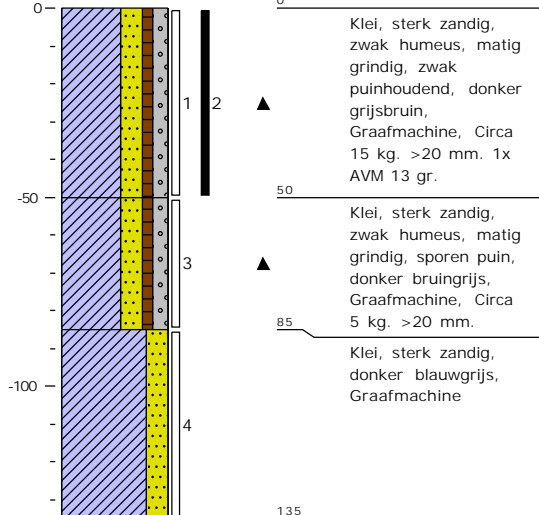 0
0
Klei, sterk zandig,
zwak humeus, matig
grindig, zwak
puinhoudend, donker
grijsbruin,
Graafmachine, Circa
15 kg. >20 mm. 1x
AVM 13 gr.
1
2
-50
50
Klei, sterk zandig,
zwak humeus, matig
grindig, sporen puin,
donker bruingrijs,
Graafmachine, Circa
5 kg. >20 mm.
3
85
Klei, sterk zandig,
donker blauwgrijs,
Graafmachine
-100
4
135